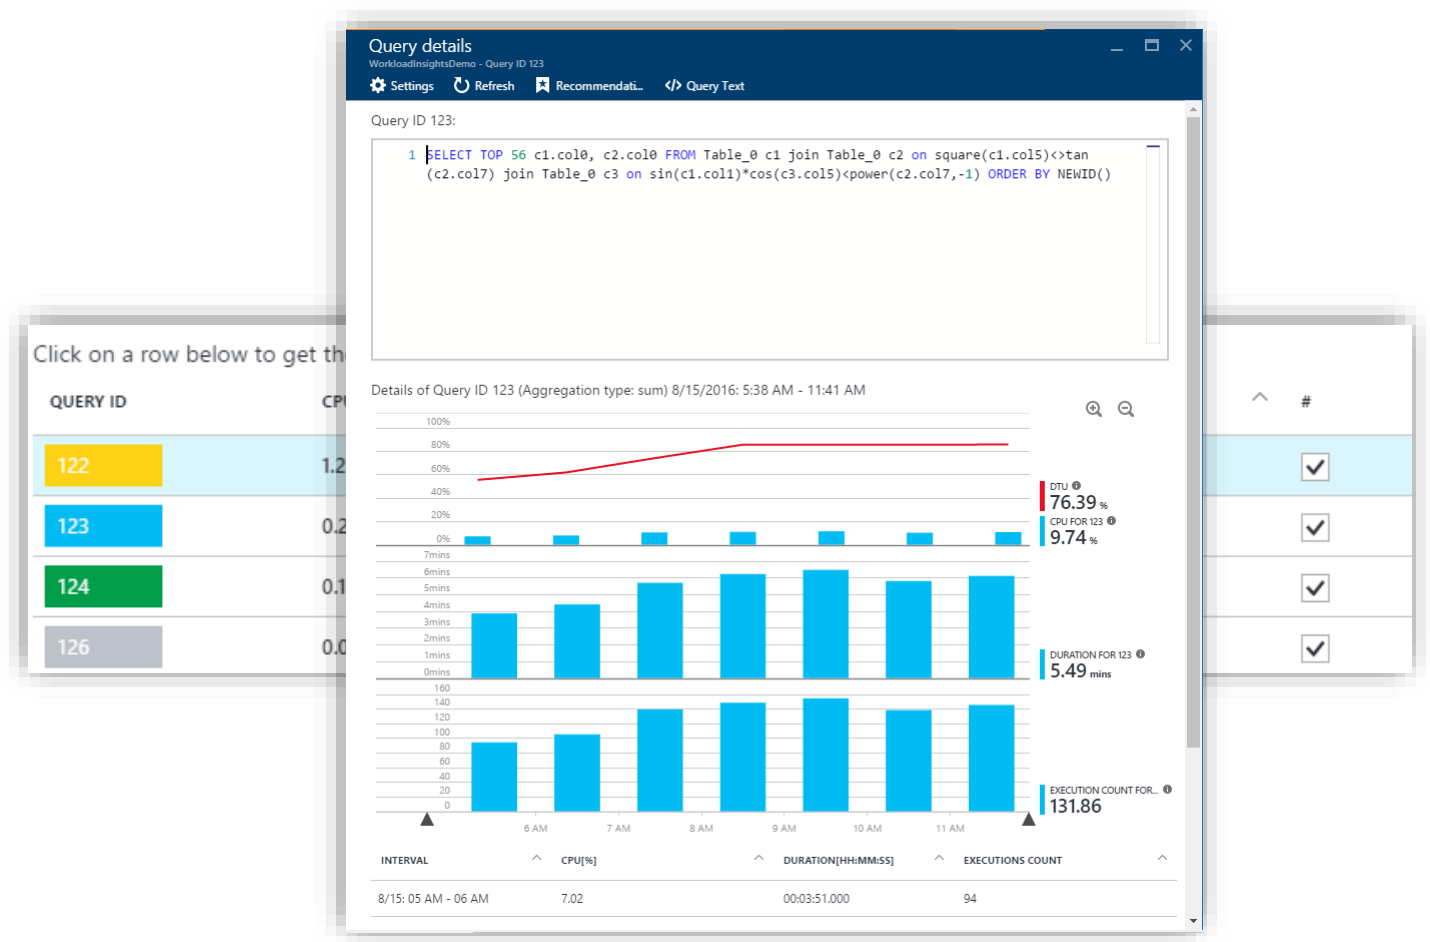 Query details
WorkloadInsightsDemo - Query ID 123
Settings Refresh Recommendati... </> Query Text
Query ID 123:
1 SELECT TOP 56 c1.col0, c2.col0 FROM Table_0 c1 join Table_0 c2 on square(c1.col5)<>tan
(c2.col7) join Table_0 c3 on sin(c1.col1)*cos(c3.col5)<power(c2.col7,-1) ORDER BY NEWID()
Click on a row below to get the
QUERY ID CPU #
122 1.2
123 0.2
124 0.1
126 0.0
Details of Query ID 123 (Aggregation type: sum) 8/15/2016: 5:38 AM - 11:41 AM
100%
80%
60%
40%
20%
0%
DTU
76.39 %
CPU FOR 123
9.74 %
7mins
6mins
5mins
4mins
3mins
2mins
1mins
0mins
DURATION FOR 123
5.49 mins
160
140
120
100
80
60
40
20
0
EXECUTION COUNT FOR...
131.86
6 AM 7 AM 8 AM 9 AM 10 AM 11 AM
INTERVAL CPU[%] DURATION[HH:MM:SS] EXECUTIONS COUNT
8/15: 05 AM - 06 AM 7.02 00:03:51.000 94